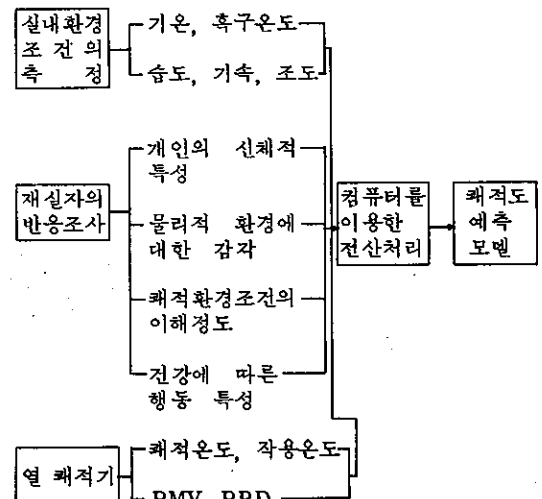 실내환경
조건의
측 정
기온, 흑구온도
습도, 기속, 조도
재실자의
반응조사
개인의 신체적
특성
물리적 환경에
대한 감각
쾌적환경조건의
이해정도
건강에 따른
행동 특성
컴퓨터를
이용한
전산처리
쾌적도
예측
모델
열 쾌적기
쾌적온도, 작용온도
PMV, PPD